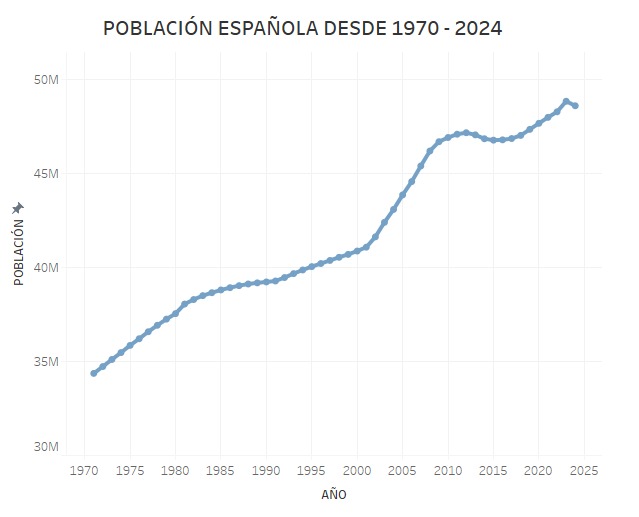 POBLACIÓN ESPAÑOLA DESDE 1970 - 2024
50M
45M
40M
35M
30M
POBLACIÓN
1970 1975 1980 1985 1990 1995 2000 2005 2010 2015 2020 2025
AÑO